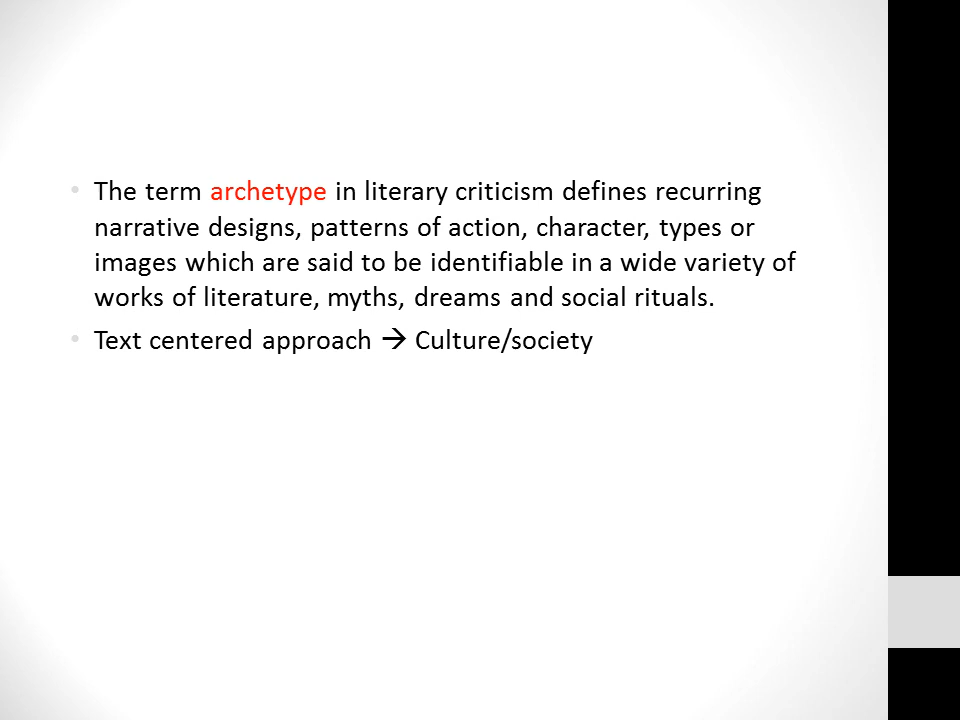 • The term archetype in literary criticism defines recurring
narrative designs, patterns of action, character, types or
images which are said to be identifiable in a wide variety of
works of literature, myths, dreams and social rituals.
• Text centered approach → Culture/society